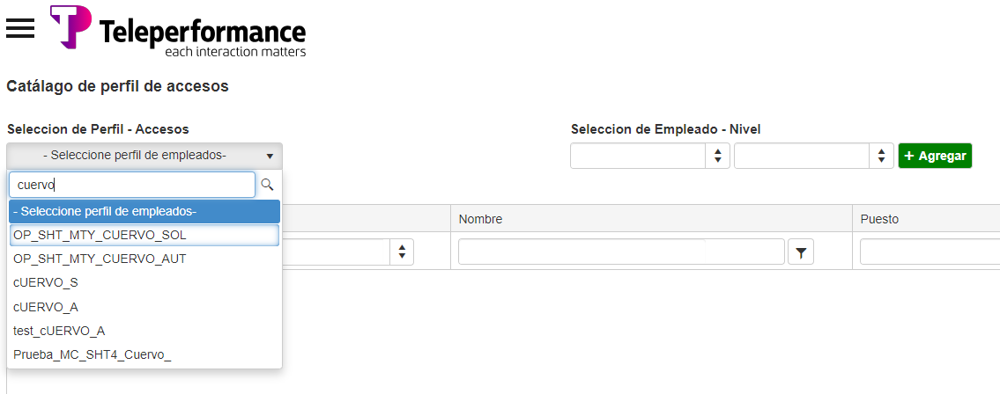 Teleperformance
each interaction matters
Catálago de perfil de accesos
Seleccion de Perfil - Accesos
Seleccion de Empleado - Nivel
- Seleccione perfil de empleados-
+ Agregar
cuervo
- Seleccione perfil de empleados-
Nombre
Puesto
OP_SHT_MTY_CUERVO_SOL
OP_SHT_MTY_CUERVO_AUT
cUERVO_S
cUERVO_A
test_cUERVO_A
Prueba_MC_SHT4_Cuervo_